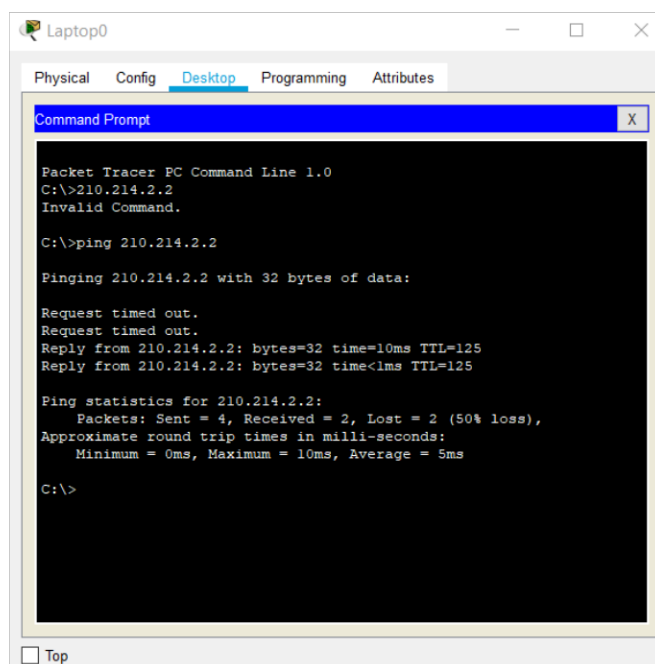 Laptop0
Physical Config Desktop Programming Attributes
Command Prompt
X
Packet Tracer PC Command Line 1.0
C:\>210.214.2.2
Invalid Command.
C:\>ping 210.214.2.2
Pinging 210.214.2.2 with 32 bytes of data:
Request timed out.
Request timed out.
Reply from 210.214.2.2: bytes=32 time=10ms TTL=125
Reply from 210.214.2.2: bytes=32 time<1ms TTL=125
Ping statistics for 210.214.2.2:
Packets: Sent = 4, Received = 2, Lost = 2 (50% loss),
Approximate round trip times in milli-seconds:
Minimum = 0ms, Maximum = 10ms, Average = 5ms
C:\>
Top